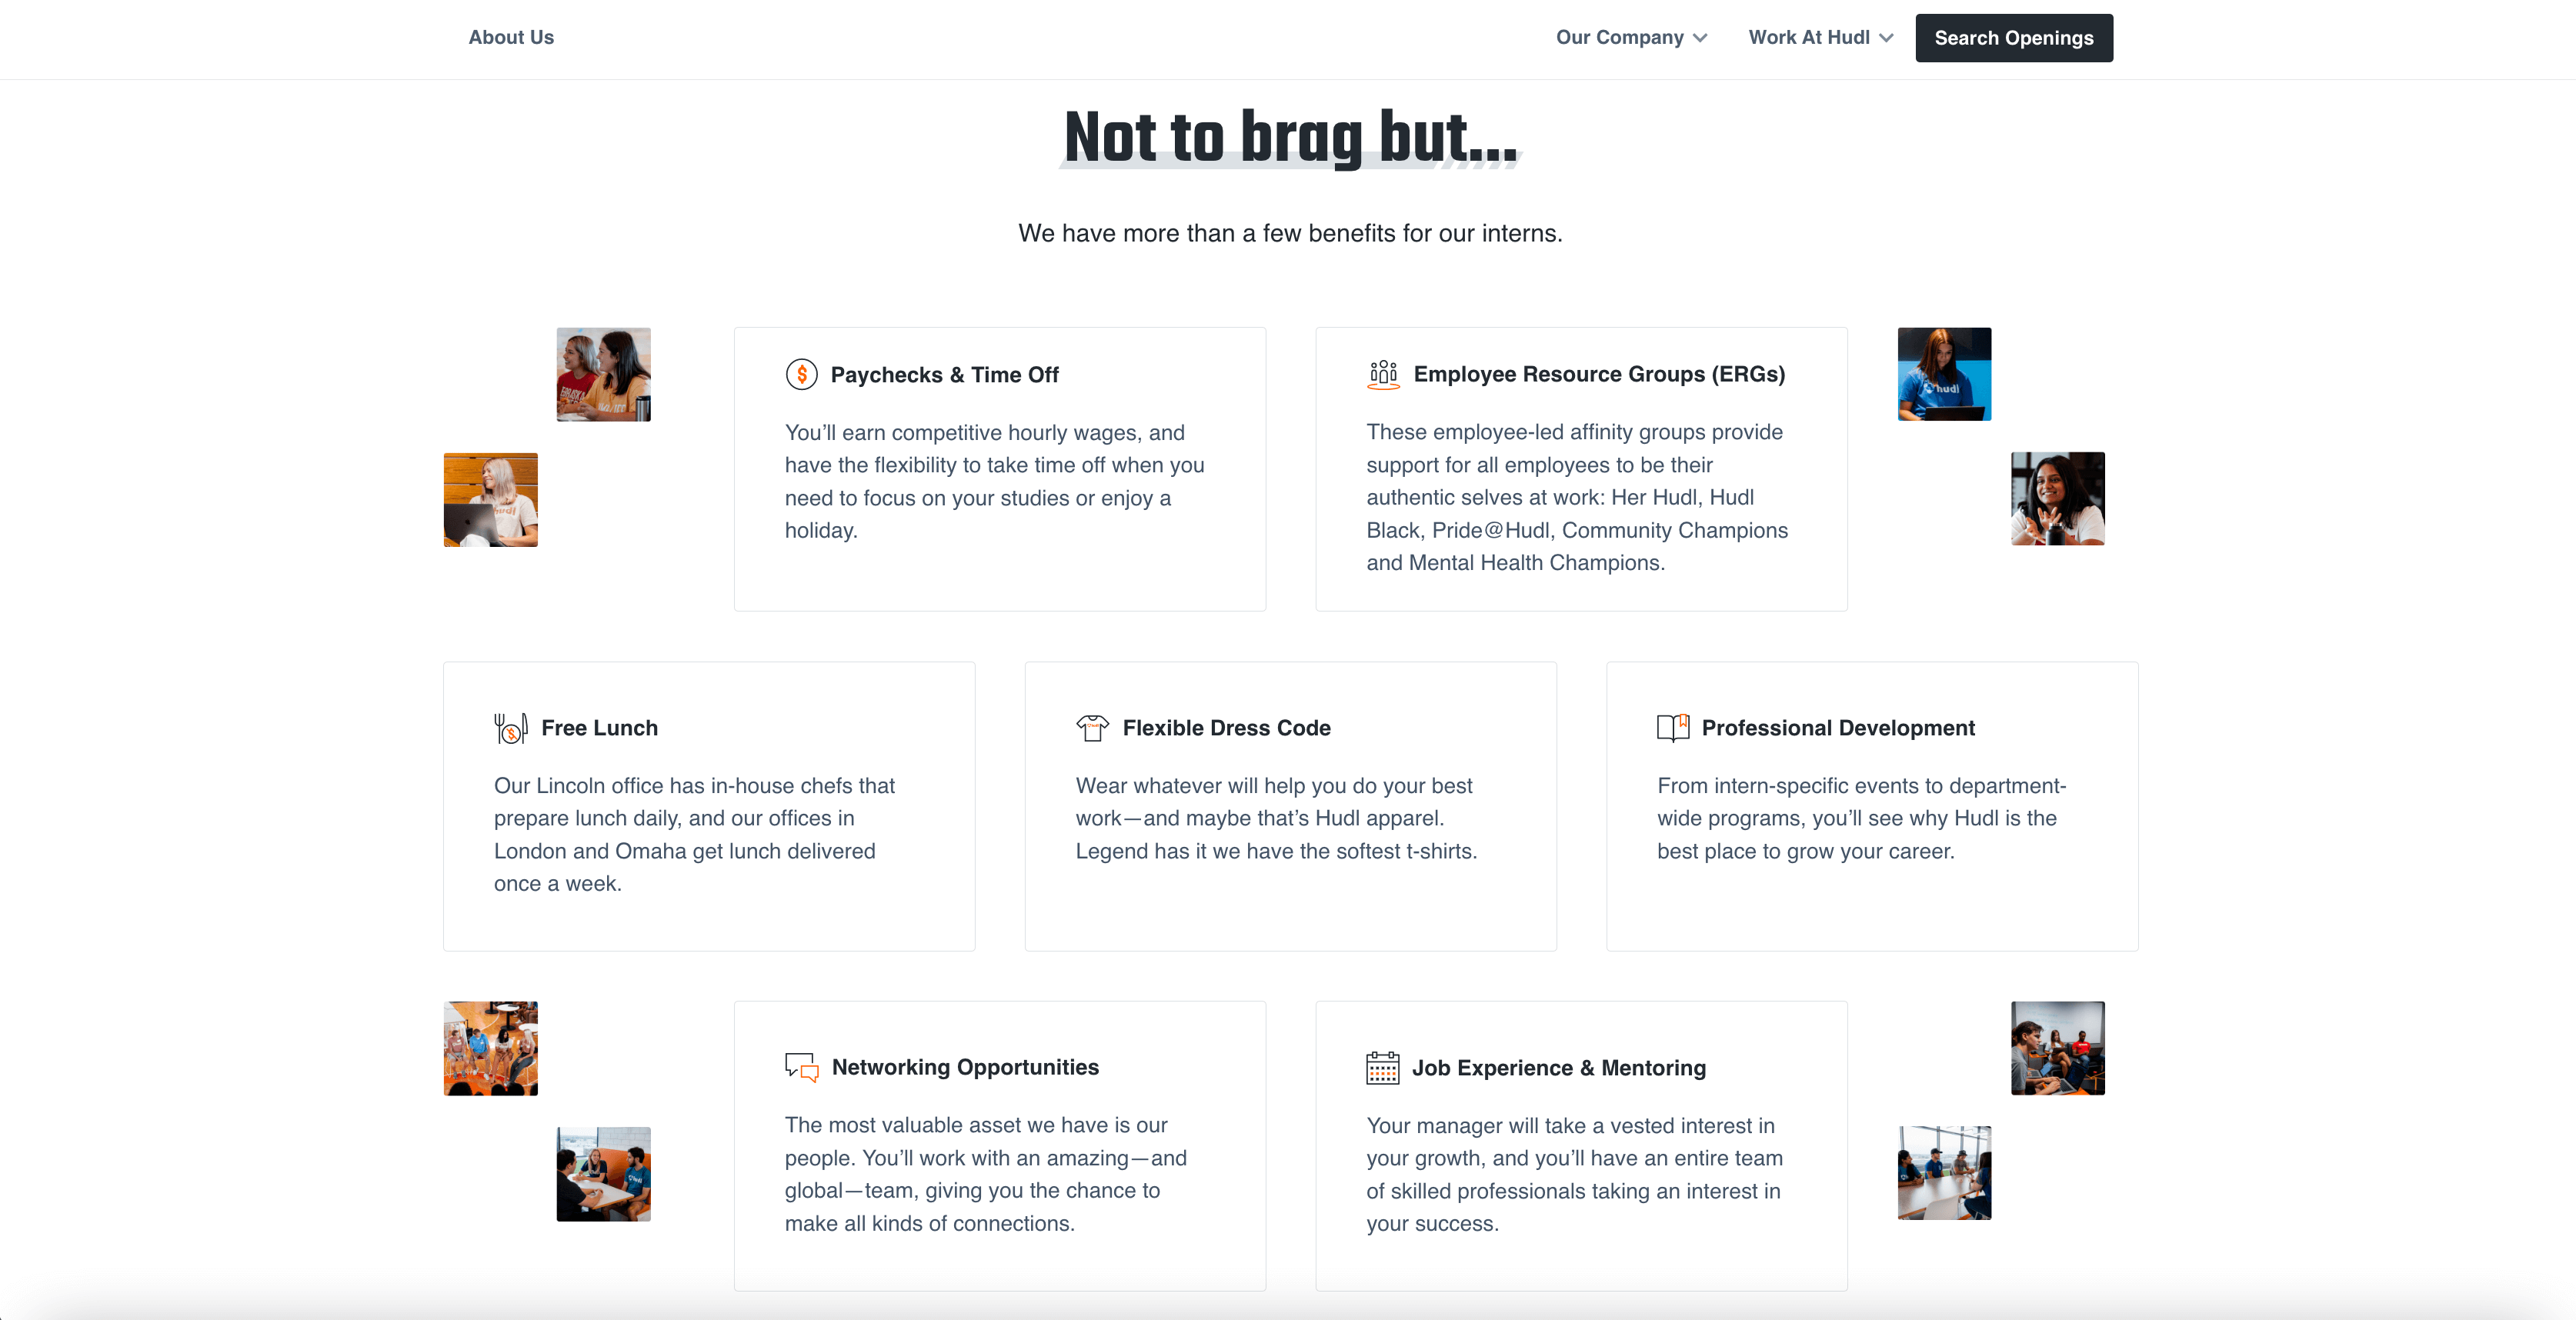 About Us
Our Company
Work At Hudl
Search Openings
Not to brag but...
We have more than a few benefits for our interns.
Paychecks & Time Off
You’ll earn competitive hourly wages, and
have the flexibility to take time off when you
need to focus on your studies or enjoy a
holiday.
Employee Resource Groups (ERGs)
These employee-led affinity groups provide
support for all employees to be their
authentic selves at work: Her Hudl, Hudl
Black, Pride@Hudl, Community Champions
and Mental Health Champions.
hudl
hudl
Free Lunch
Our Lincoln office has in-house chefs that
prepare lunch daily, and our offices in
London and Omaha get lunch delivered
once a week.
Flexible Dress Code
Wear whatever will help you do your best
work—and maybe that’s Hudl apparel.
Legend has it we have the softest t-shirts.
Professional Development
From intern-specific events to department-
wide programs, you’ll see why Hudl is the
best place to grow your career.
Networking Opportunities
The most valuable asset we have is our
people. You’ll work with an amazing—and
global—team, giving you the chance to
make all kinds of connections.
Job Experience & Mentoring
Your manager will take a vested interest in
your growth, and you’ll have an entire team
of skilled professionals taking an interest in
your success.